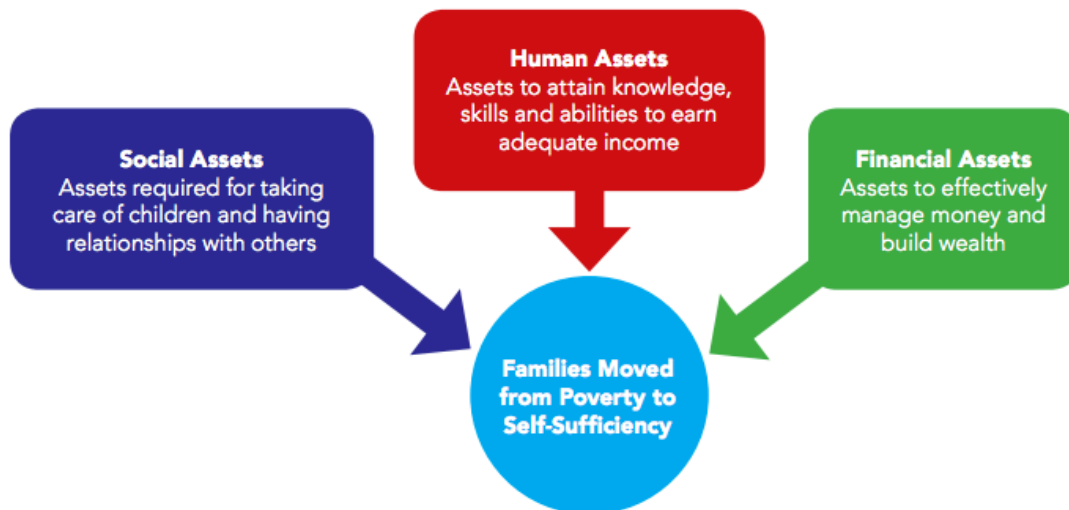 Human Assets
Assets to attain knowledge,
skills and abilities to earn
adequate income
Social Assets
Assets required for taking
care of children and having
relationships with others
Financial Assets
Assets to effectively
manage money and
build wealth
Families Moved
from Poverty to
Self-Sufficiency